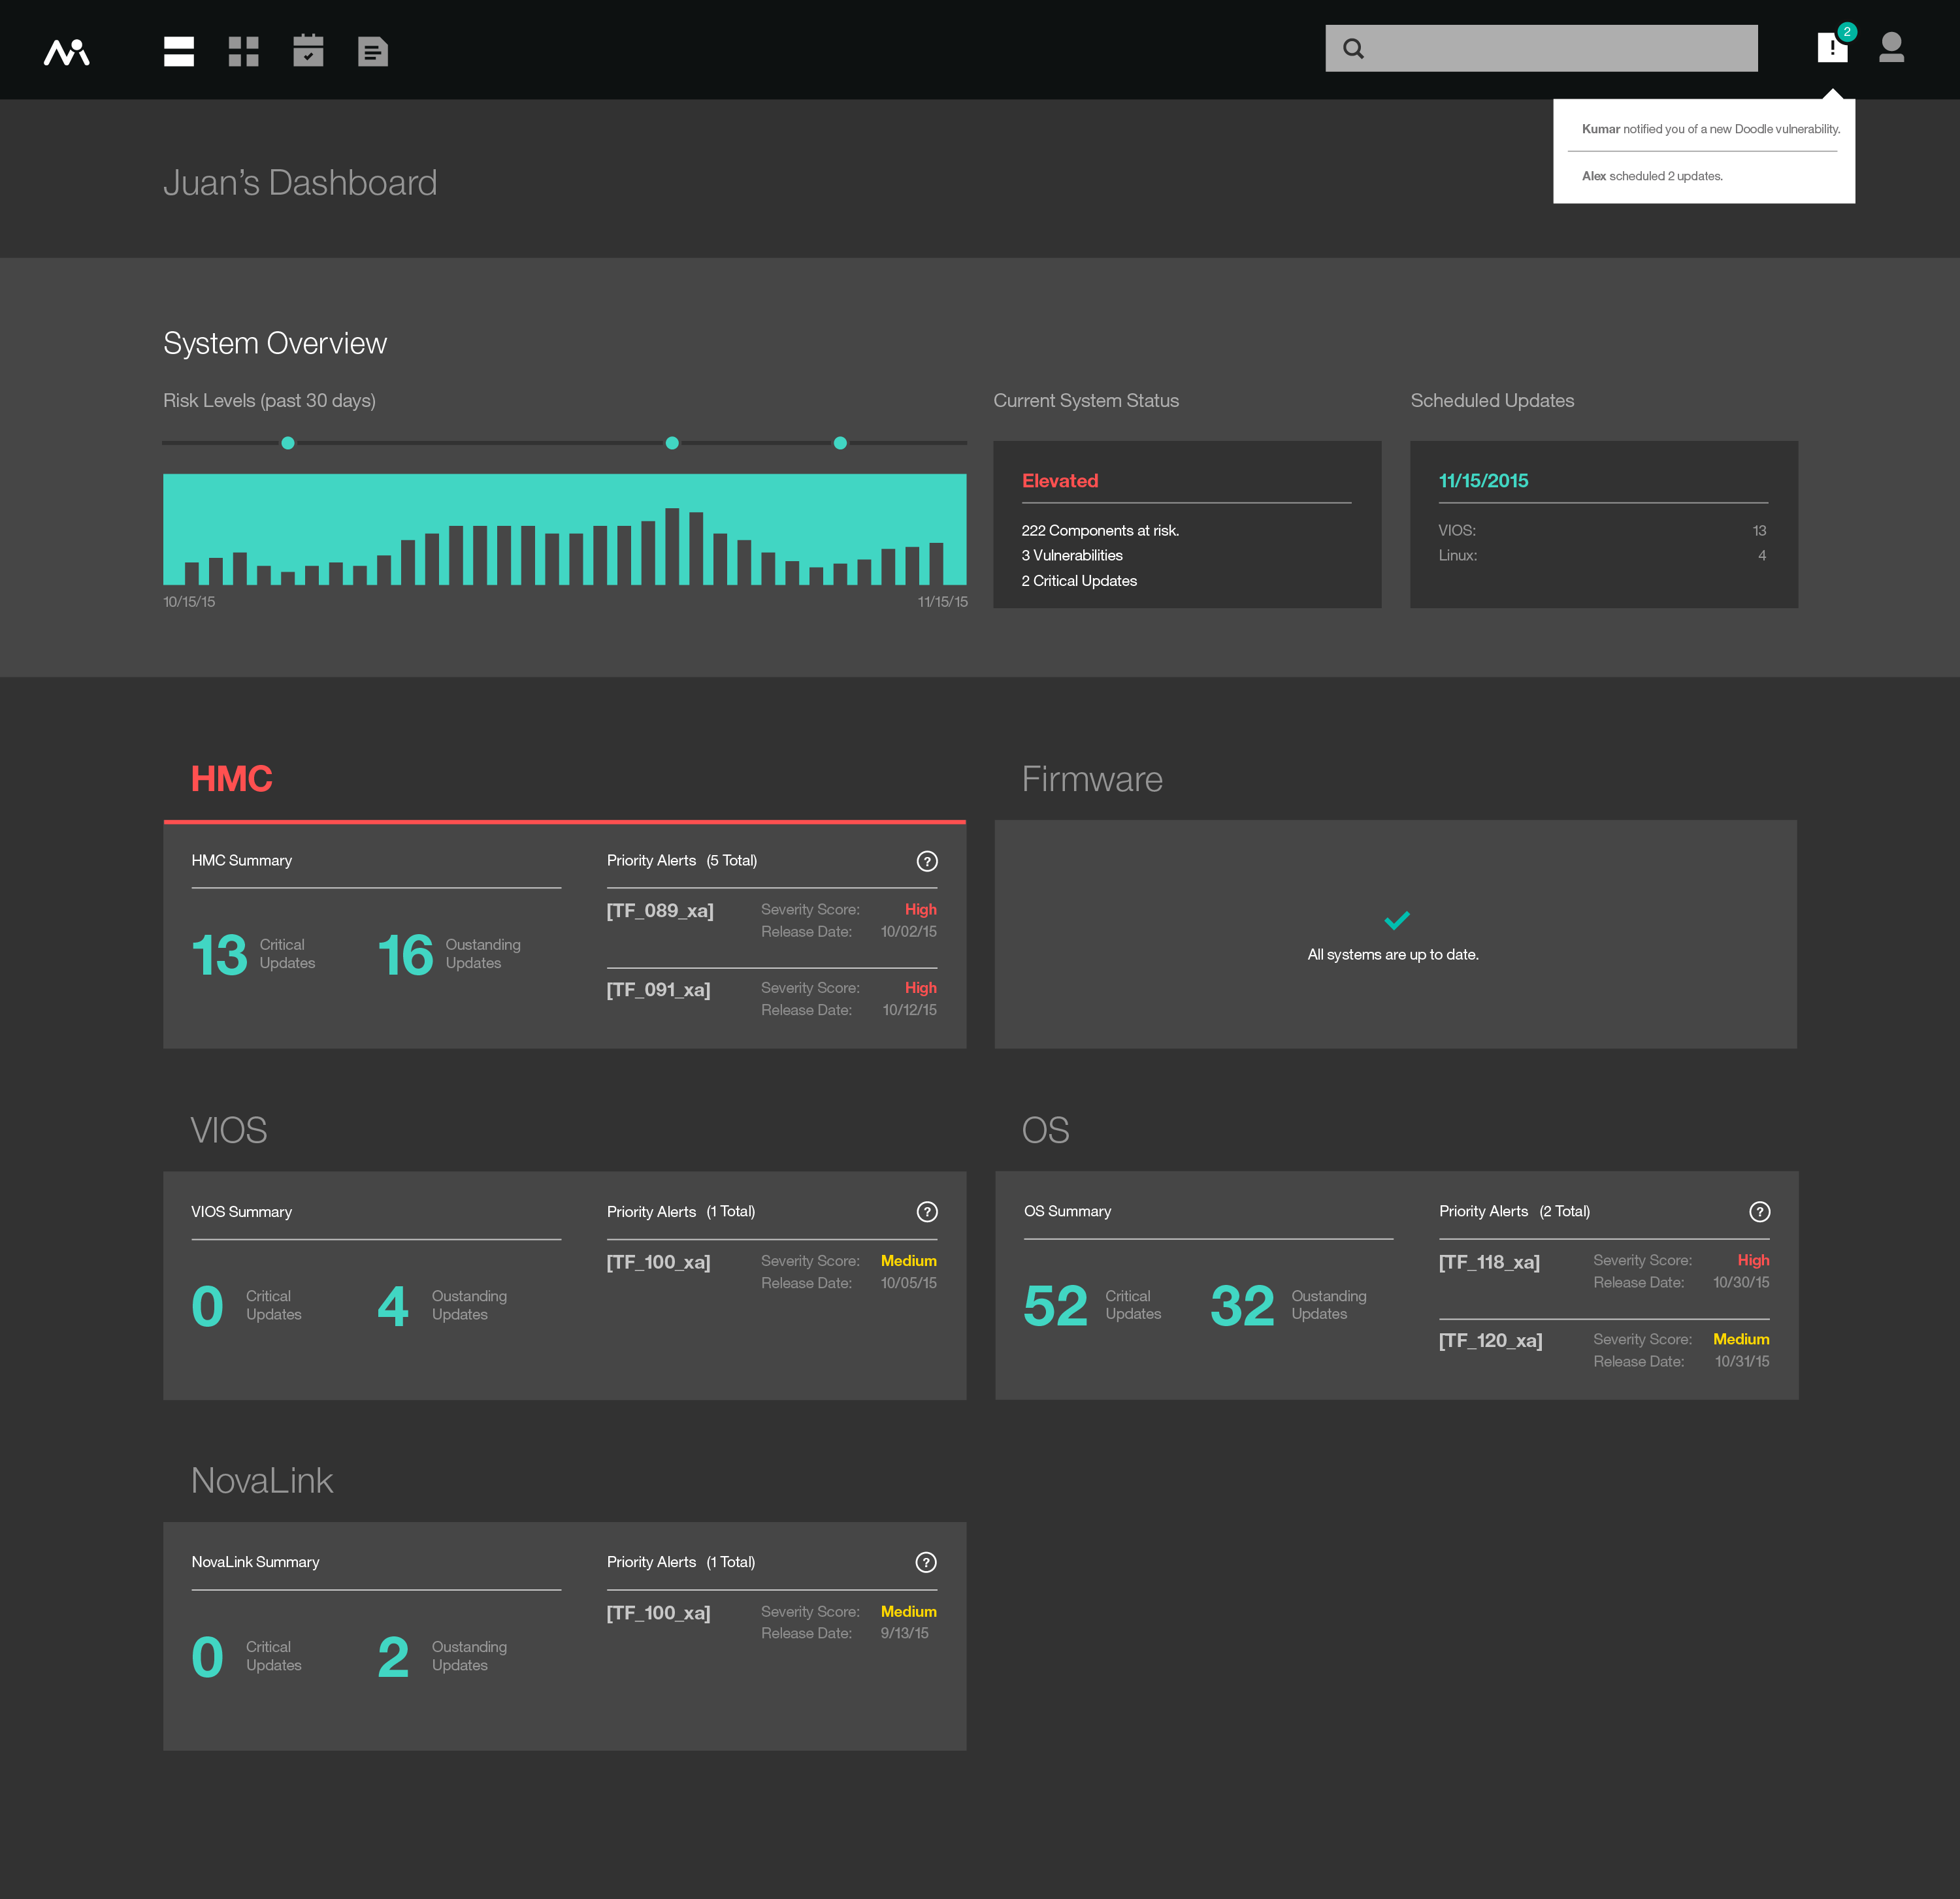 2
Kumar notified you of a new Doodle vulnerability.
Alex scheduled 2 updates.
Juan’s Dashboard
System Overview
Risk Levels (past 30 days)
10/15/15
11/15/15
Current System Status
Elevated
222 Components at risk.
3 Vulnerabilities
2 Critical Updates
Scheduled Updates
11/15/2015
VIOS: 13
Linux: 4
HMC
HMC Summary
13 Critical
Updates
16 Oustanding
Updates
Priority Alerts (5 Total) ?
[TF_089_xa] Severity Score: High
Release Date: 10/02/15
[TF_091_xa] Severity Score: High
Release Date: 10/12/15
Firmware
All systems are up to date.
VIOS
VIOS Summary
0 Critical
Updates
4 Oustanding
Updates
Priority Alerts (1 Total) ?
[TF_100_xa] Severity Score: Medium
Release Date: 10/05/15
OS
OS Summary
52 Critical
Updates
32 Oustanding
Updates
Priority Alerts (2 Total) ?
[TF_118_xa] Severity Score: High
Release Date: 10/30/15
[TF_120_xa] Severity Score: Medium
Release Date: 10/31/15
NovaLink
NovaLink Summary
0 Critical
Updates
2 Oustanding
Updates
Priority Alerts (1 Total) ?
[TF_100_xa] Severity Score: Medium
Release Date: 9/13/15